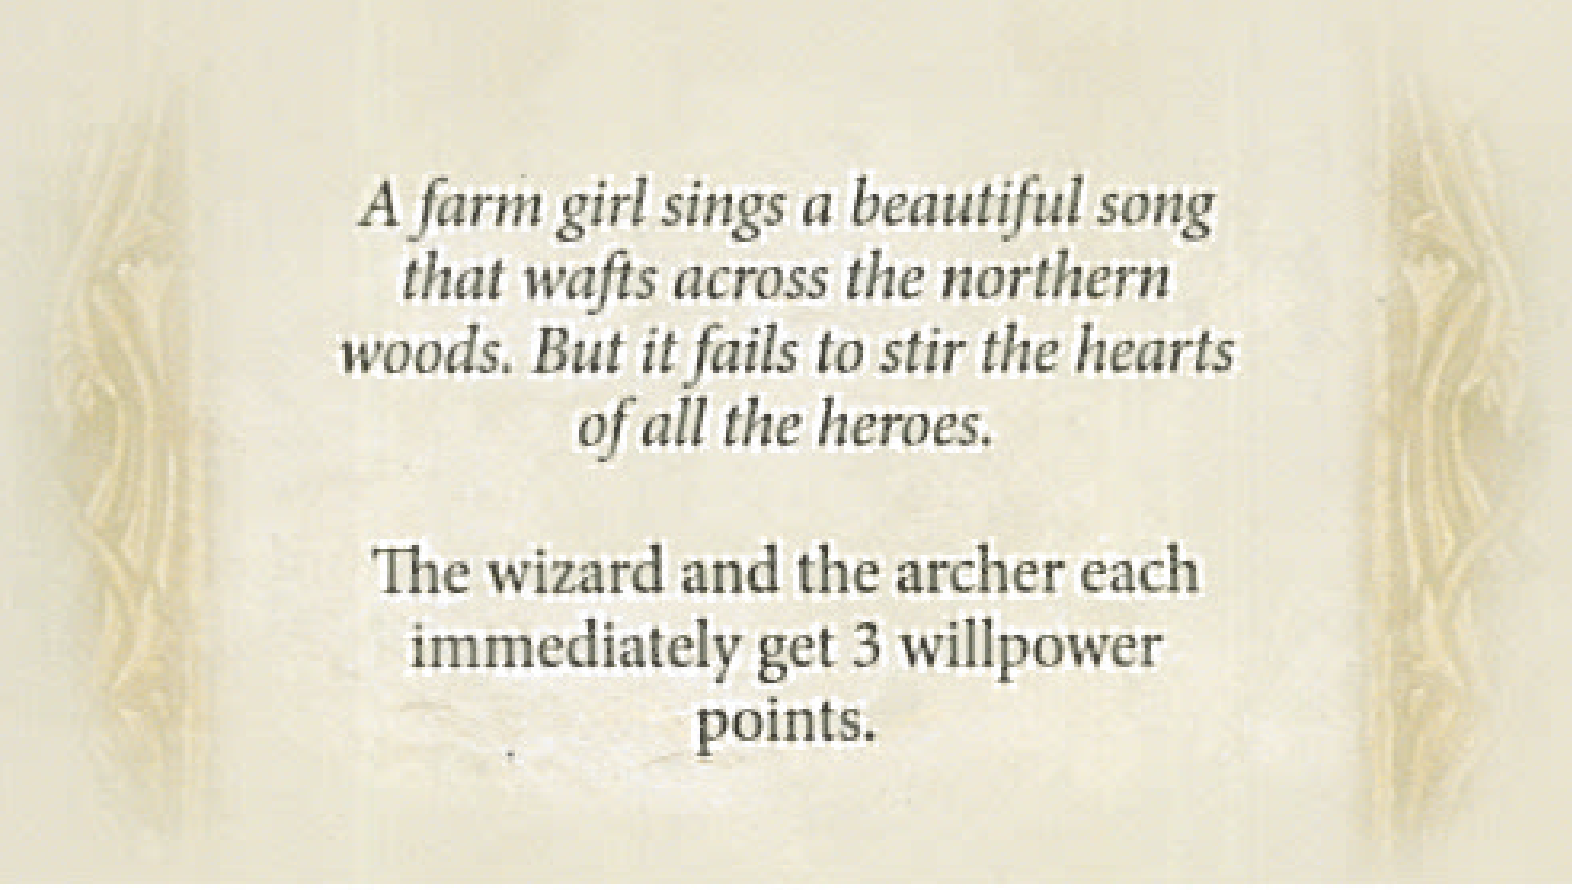 A farm girl sings a beautiful song
that wafts across the northern
woods. But it fails to stir the hearts
of all the heroes.
The wizard and the archer each
immediately get 3 willpower
points.